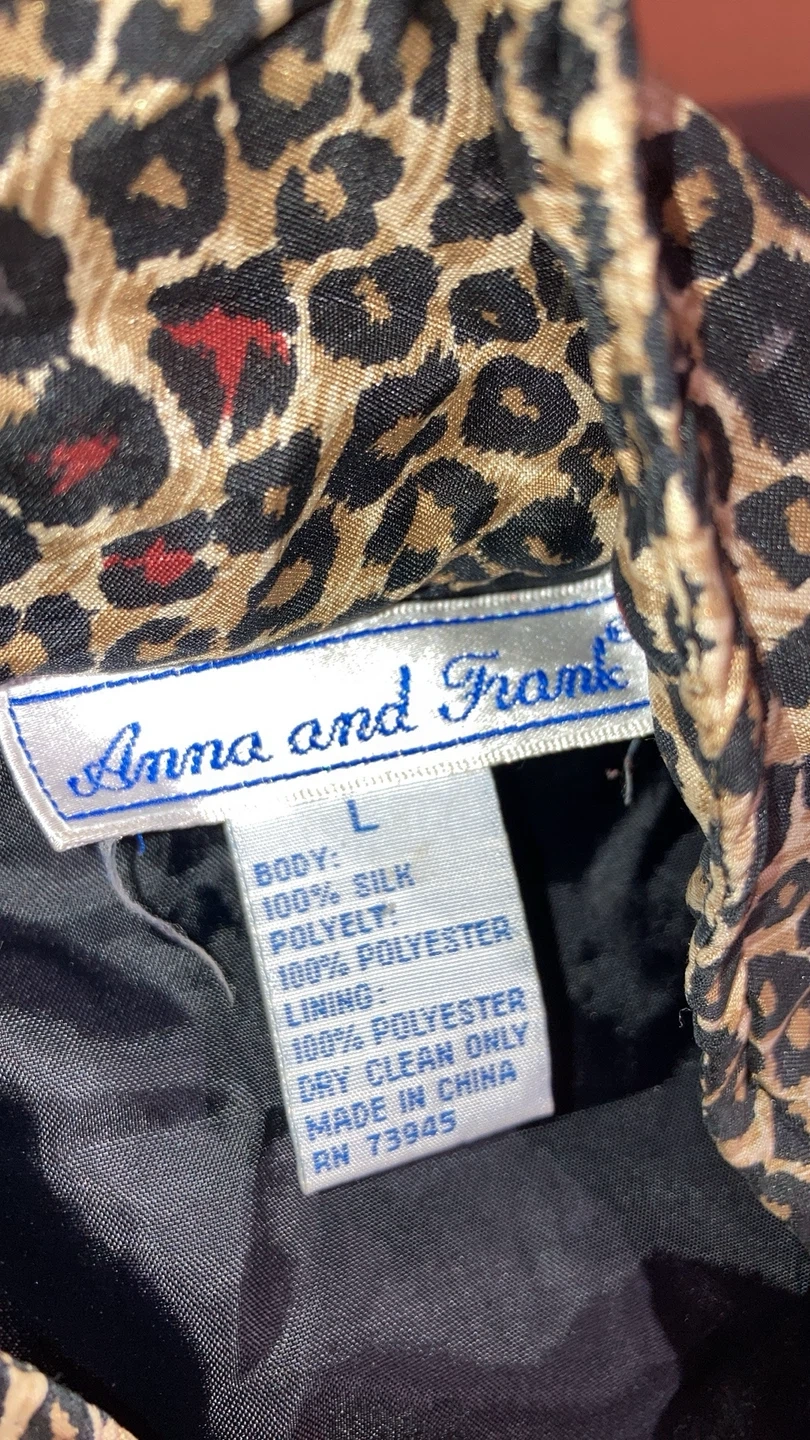 Anna and Frank®
L
BODY:
100% SILK
POLYELT:
100% POLYESTER
LINING:
100% POLYESTER
DRY CLEAN ONLY
MADE IN CHINA
RN 73945